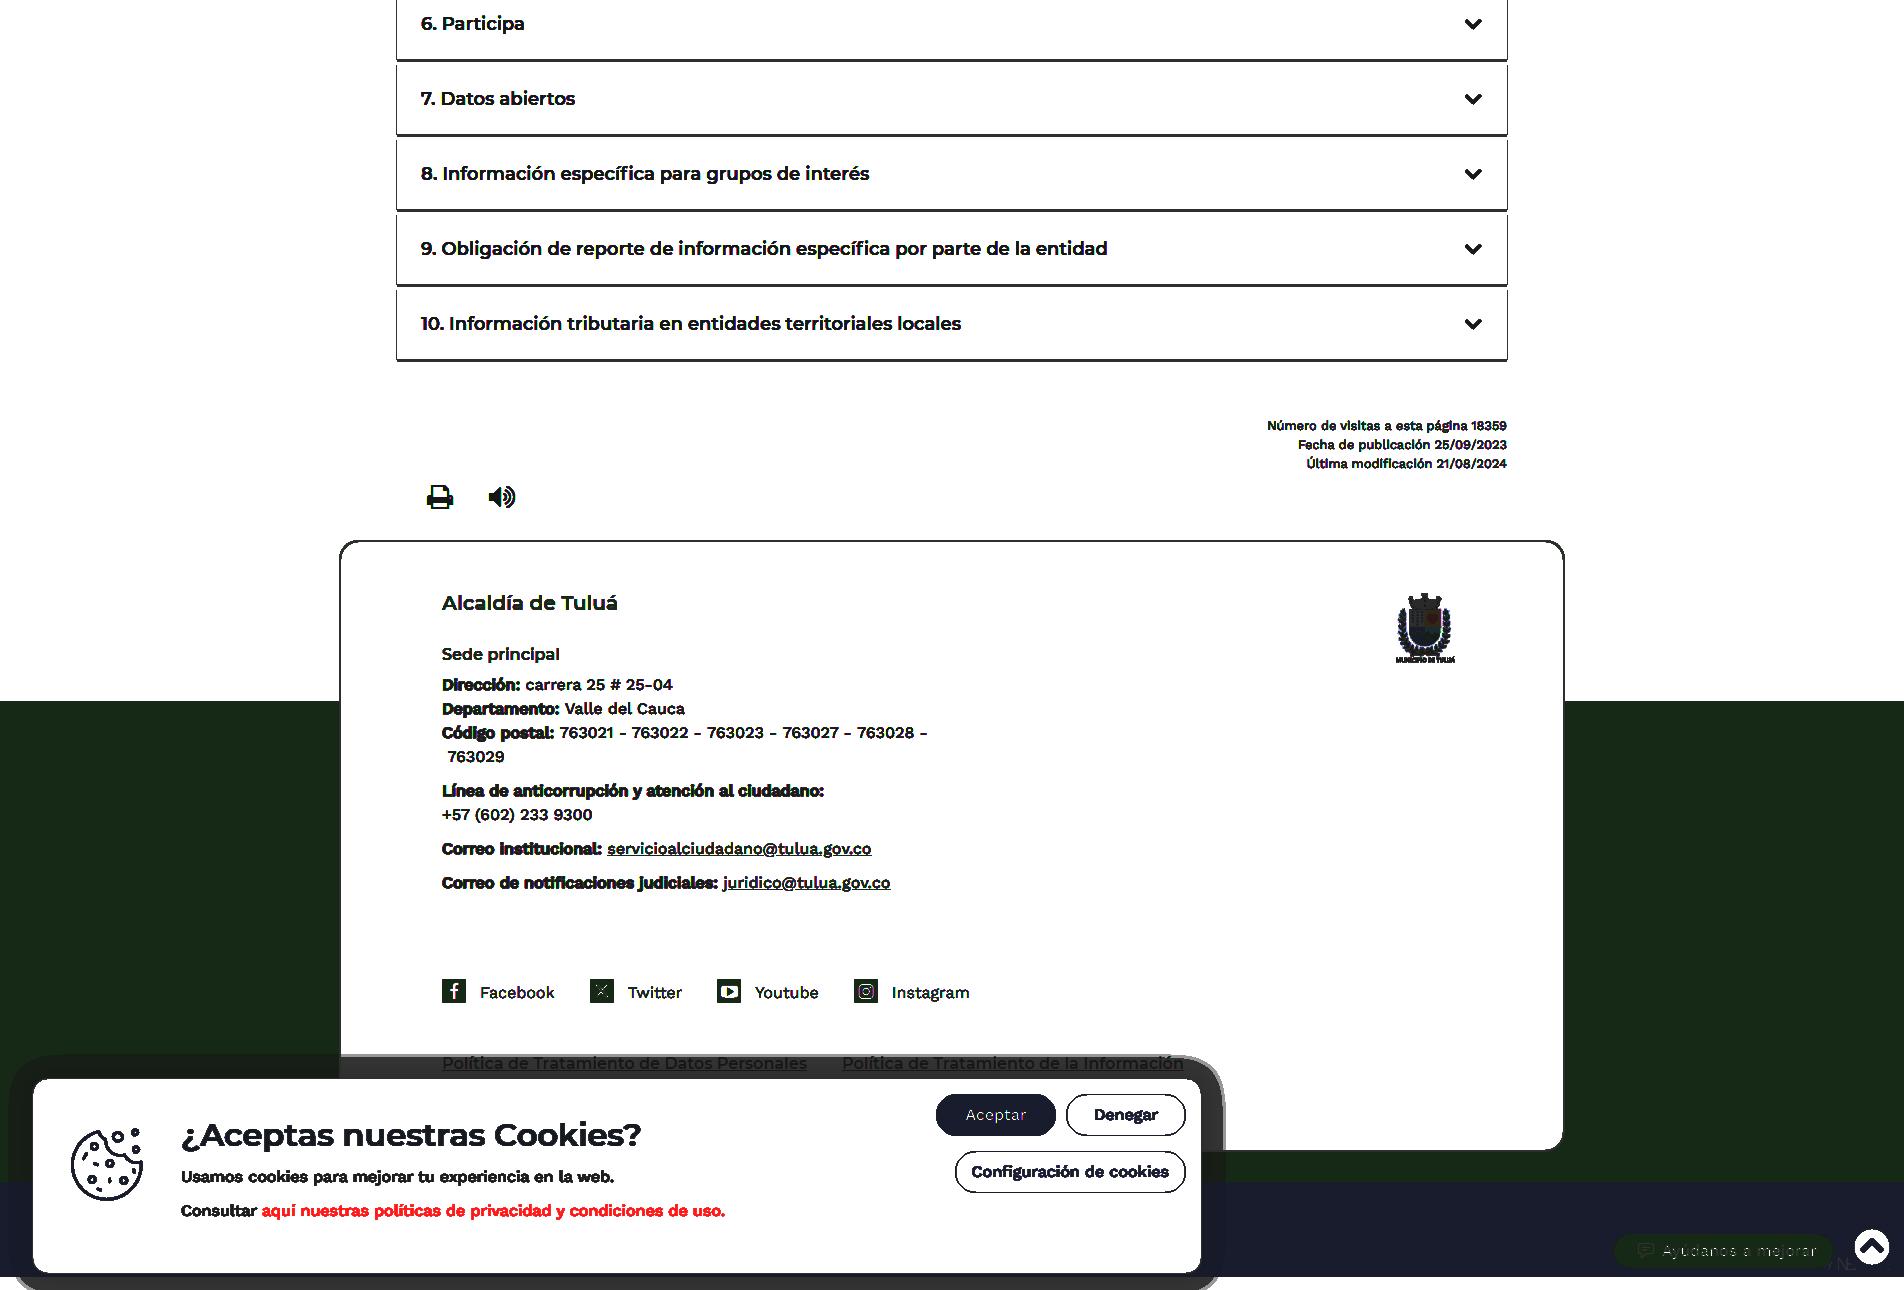 6. Participa
7. Datos abiertos
8. Información específica para grupos de interés
9. Obligación de reporte de información específica por parte de la entidad
10. Información tributaria en entidades territoriales locales
Número de visitas a esta página 18359
Fecha de publicación 25/09/2023
Última modificación 21/08/2024
Alcaldía de Tuluá
MUNICIPIO DE TULUÁ
Sede principal
Dirección: carrera 25 # 25-04
Departamento: Valle del Cauca
Código postal: 763021 - 763022 - 763023 - 763027 - 763028 -
763029
Línea de anticorrupción y atención al ciudadano:
+57 (602) 233 9300
Correo institucional: servicioalciudadano@tulua.gov.co
Correo de notificaciones judiciales: juridico@tulua.gov.co
Facebook Twitter Youtube Instagram
Política de Tratamiento de Datos Personales Política de Tratamiento de la Información
¿Aceptas nuestras Cookies?
Usamos cookies para mejorar tu experiencia en la web.
Consultar aquí nuestras políticas de privacidad y condiciones de uso.
Aceptar Denegar
Configuración de cookies
Ayúdanos a mejorar